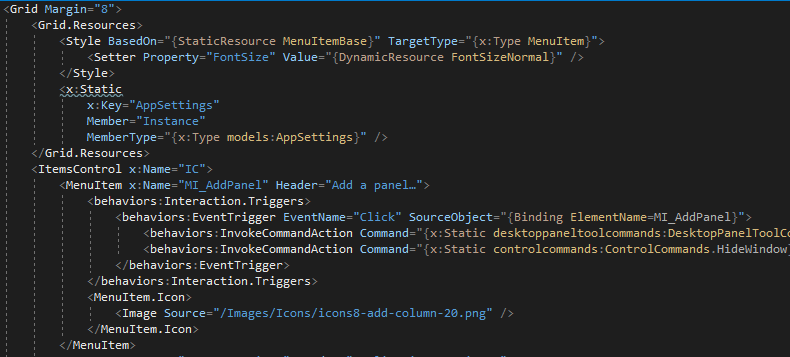 <Grid Margin="8">
<Grid.Resources>
<Style BasedOn="{StaticResource MenuItemBase}" TargetType="{x:Type MenuItem}">
<Setter Property="FontSize" Value="{DynamicResource FontSizeNormal}" />
</Style>
<x:Static
x:Key="AppSettings"
Member="Instance"
MemberType="{x:Type models:AppSettings}" />
</Grid.Resources>
<ItemsControl x:Name="IC">
<MenuItem x:Name="MI_AddPanel" Header="Add a panel…">
<behaviors:Interaction.Triggers>
<behaviors:EventTrigger EventName="Click" SourceObject="{Binding ElementName=MI_AddPanel}">
<behaviors:InvokeCommandAction Command="{x:Static desktoppaneltoolcommands:DesktopPanelToolCo
<behaviors:InvokeCommandAction Command="{x:Static controlcommands:ControlCommands.HideWindow}
</behaviors:EventTrigger>
</behaviors:Interaction.Triggers>
<MenuItem.Icon>
<Image Source="/Images/Icons/icons8-add-column-20.png" />
</MenuItem.Icon>
</MenuItem>